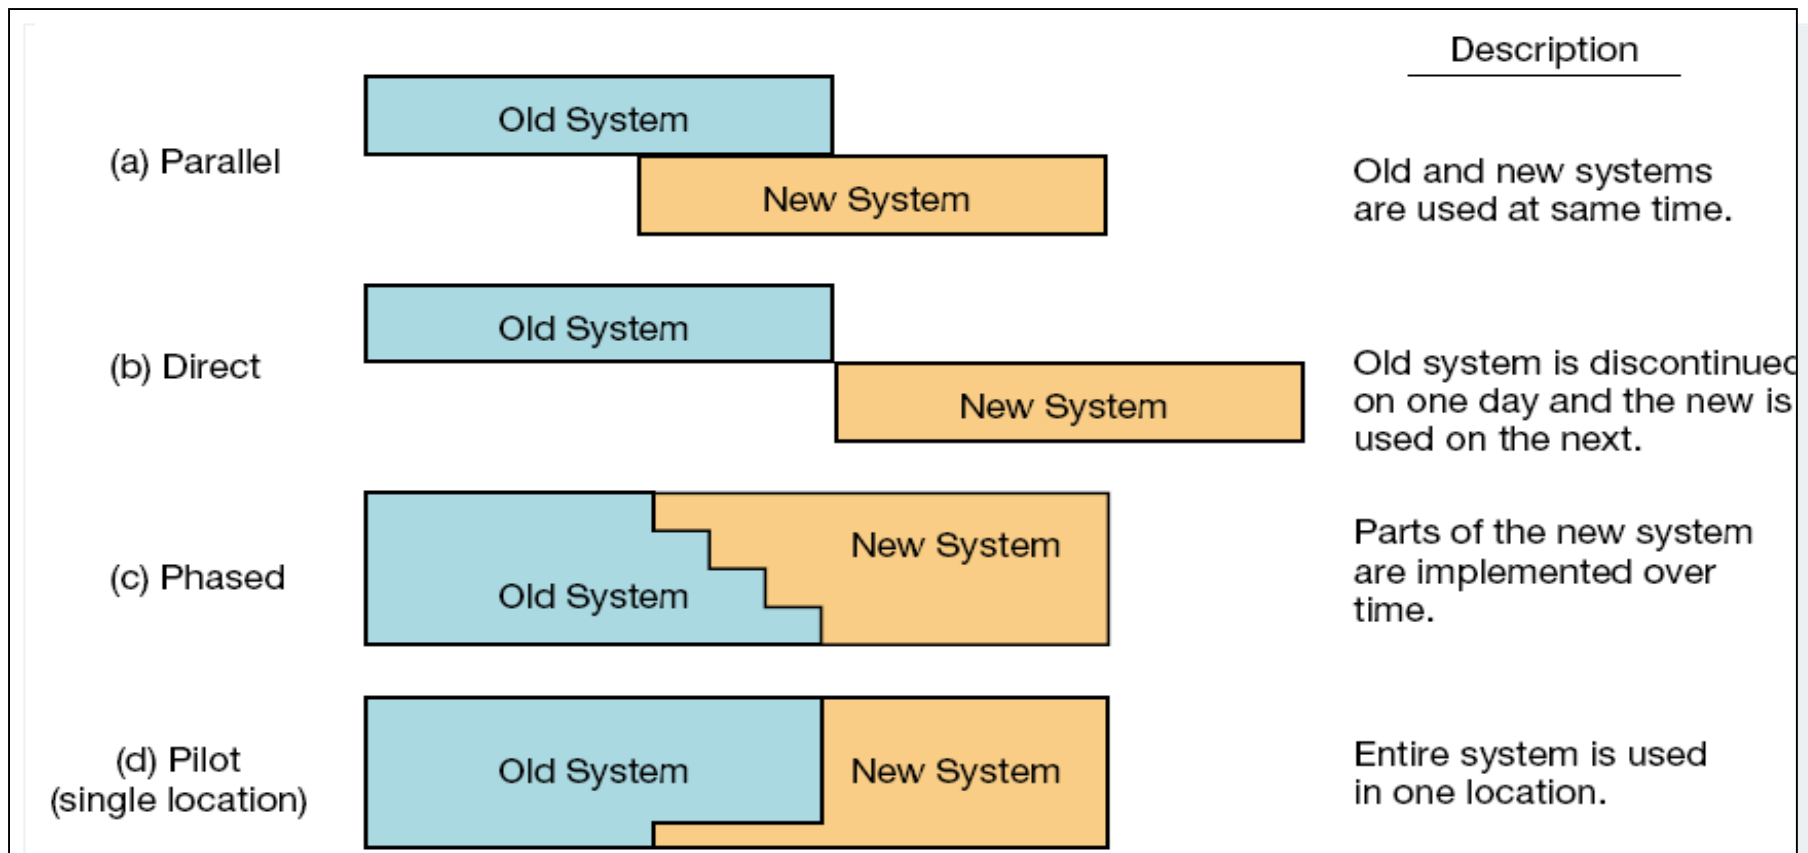 Description
Old System
(a) Parallel
New System
Old and new systems
are used at same time.
Old System
(b) Direct
New System
Old system is discontinued
on one day and the new is
used on the next.
(c) Phased
New System
Old System
Parts of the new system
are implemented over
time.
(d) Pilot
(single location)
Old System
New System
Entire system is used
in one location.